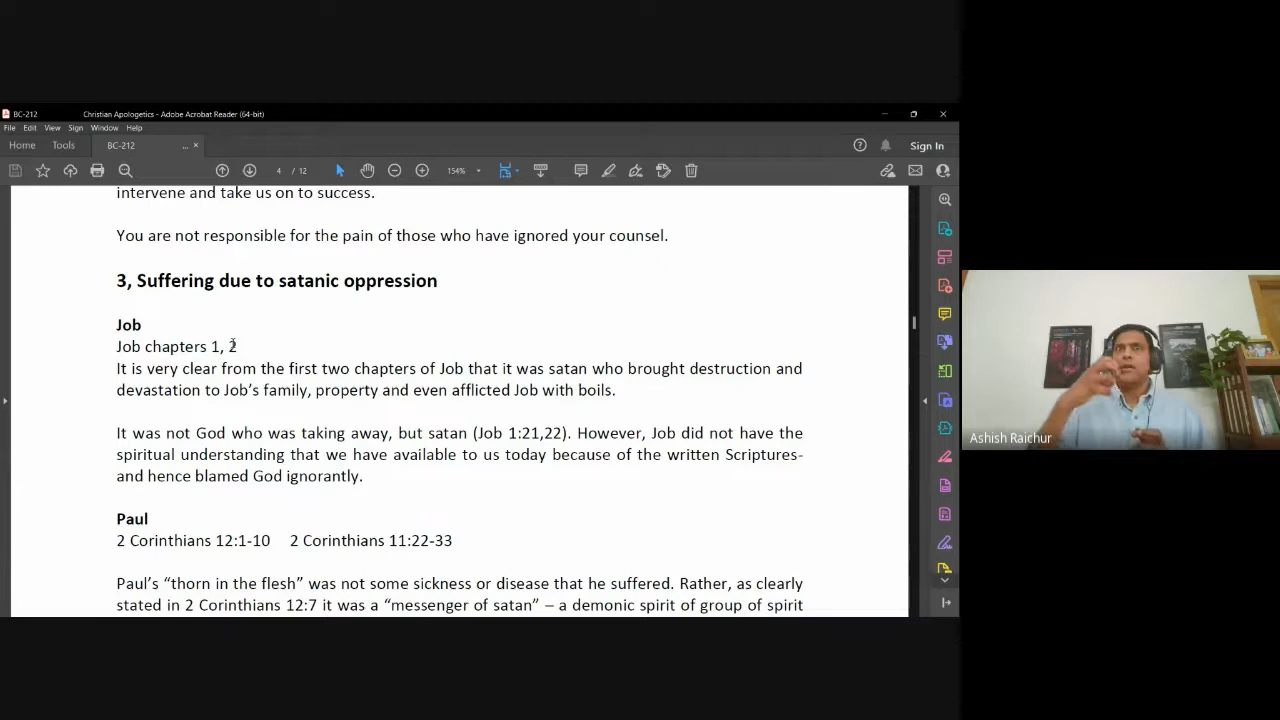 BC-212 Christian Apologetics - Adobe Acrobat Reader (64-bit)
File Edit View Sign Window Help
Home Tools BC-212 ... × Sign In
4 / 12 154%
intervene and take us on to success.
You are not responsible for the pain of those who have ignored your counsel.
3, Suffering due to satanic oppression
Job
Job chapters 1, 2
It is very clear from the first two chapters of Job that it was satan who brought destruction and
devastation to Job’s family, property and even afflicted Job with boils.
It was not God who was taking away, but satan (Job 1:21,22). However, Job did not have the
spiritual understanding that we have available to us today because of the written Scriptures-
and hence blamed God ignorantly.
Paul
2 Corinthians 12:1-10 2 Corinthians 11:22-33
Paul’s “thorn in the flesh” was not some sickness or disease that he suffered. Rather, as clearly
stated in 2 Corinthians 12:7 it was a “messenger of satan” – a demonic spirit of group of spirit
Ashish Raichur